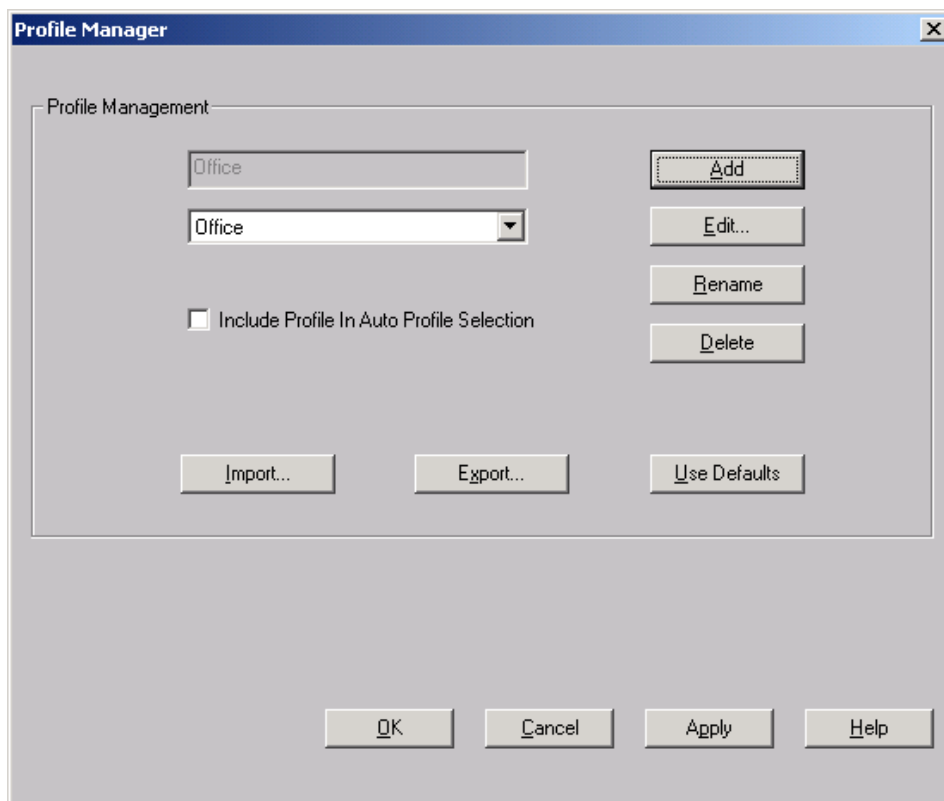 Profile Manager
Profile Management
Office
Add
Office
Edit...
Rename
Include Profile In Auto Profile Selection
Delete
Import...
Export...
Use Defaults
OK
Cancel
Apply
Help